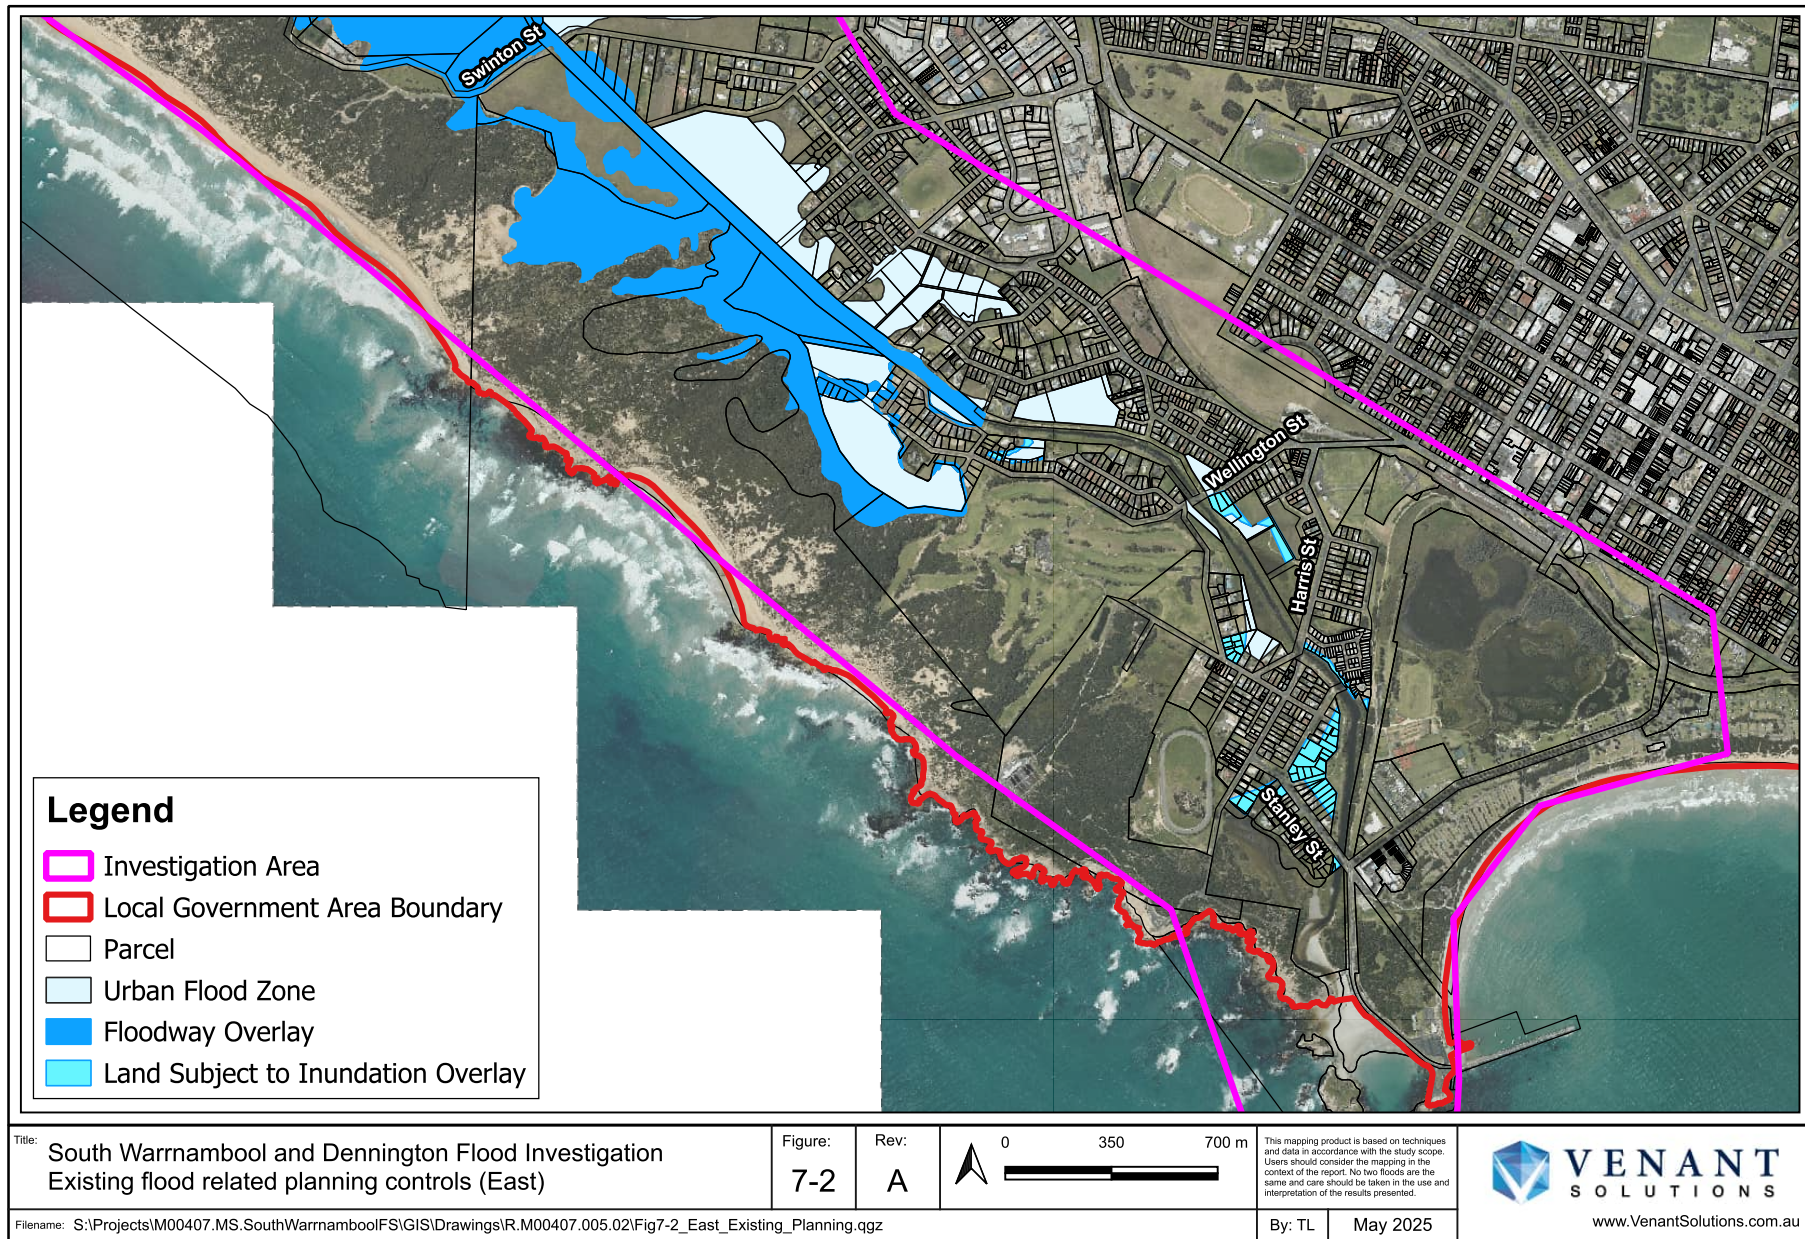 Swinton St
Wellington St
Harris St
Stanley St
Legend
Investigation Area
Local Government Area Boundary
Parcel
Urban Flood Zone
Floodway Overlay
Land Subject to Inundation Overlay
Title:
South Warrnambool and Dennington Flood Investigation
Existing flood related planning controls (East)
Figure:
7-2
Rev:
A
0 350 700 m
This mapping product is based on techniques
and data in accordance with the study scope.
Users should consider the mapping in the
context of the report. No two floods are the
same and care should be taken in the use and
interpretation of the results presented.
VENANT
SOLUTIONS
Filename: S:\Projects\M00407.MS.SouthWarrnamboolFS\GIS\Drawings\R.M00407.005.02\Fig7-2_East_Existing_Planning.qgz
By: TL
May 2025
www.VenantSolutions.com.au